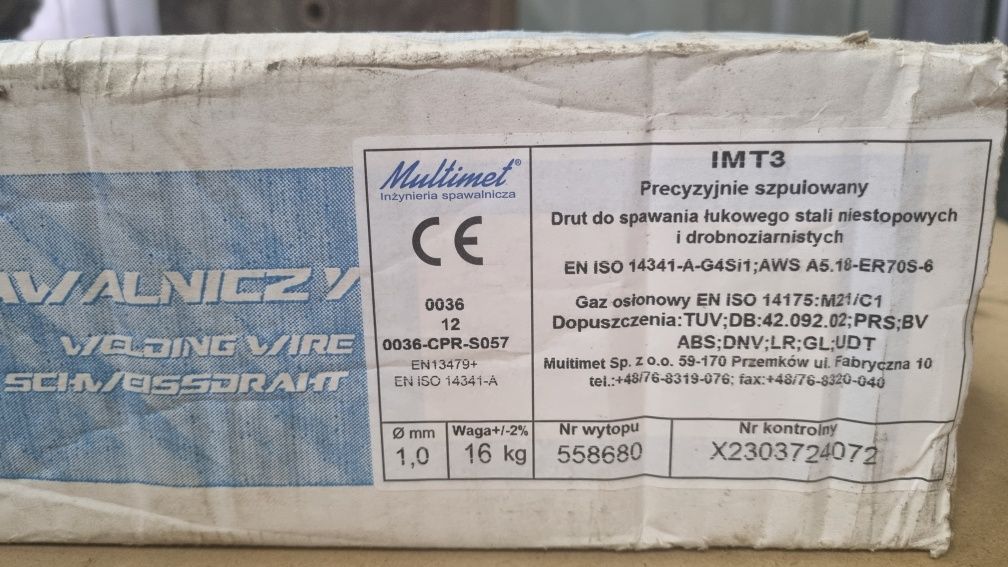 AWALNICZY
WELDING WIRE
SCHWEISSDRAHT
Multimet®
Inżynieria spawalnicza
CE
0036
12
0036-CPR-S057
EN13479+
EN ISO 14341-A
IMT3
Precyzyjnie szpulowany
Drut do spawania łukowego stali niestopowych
i drobnoziarnistych
EN ISO 14341-A-G4Si1;AWS A5.18-ER70S-6
Gaz osłonowy EN ISO 14175:M21/C1
Dopuszczenia:TUV;DB:42.092.02;PRS;BV
ABS;DNV;LR;GL;UDT
Multimet Sp. z o.o. 59-170 Przemków ul. Fabryczna 10
tel.:+48/76-8319-076; fax:+48/76-8320-040
Ø mm
1,0
Waga+/-2%
16 kg
Nr wytopu
558680
Nr kontrolny
X2303724072